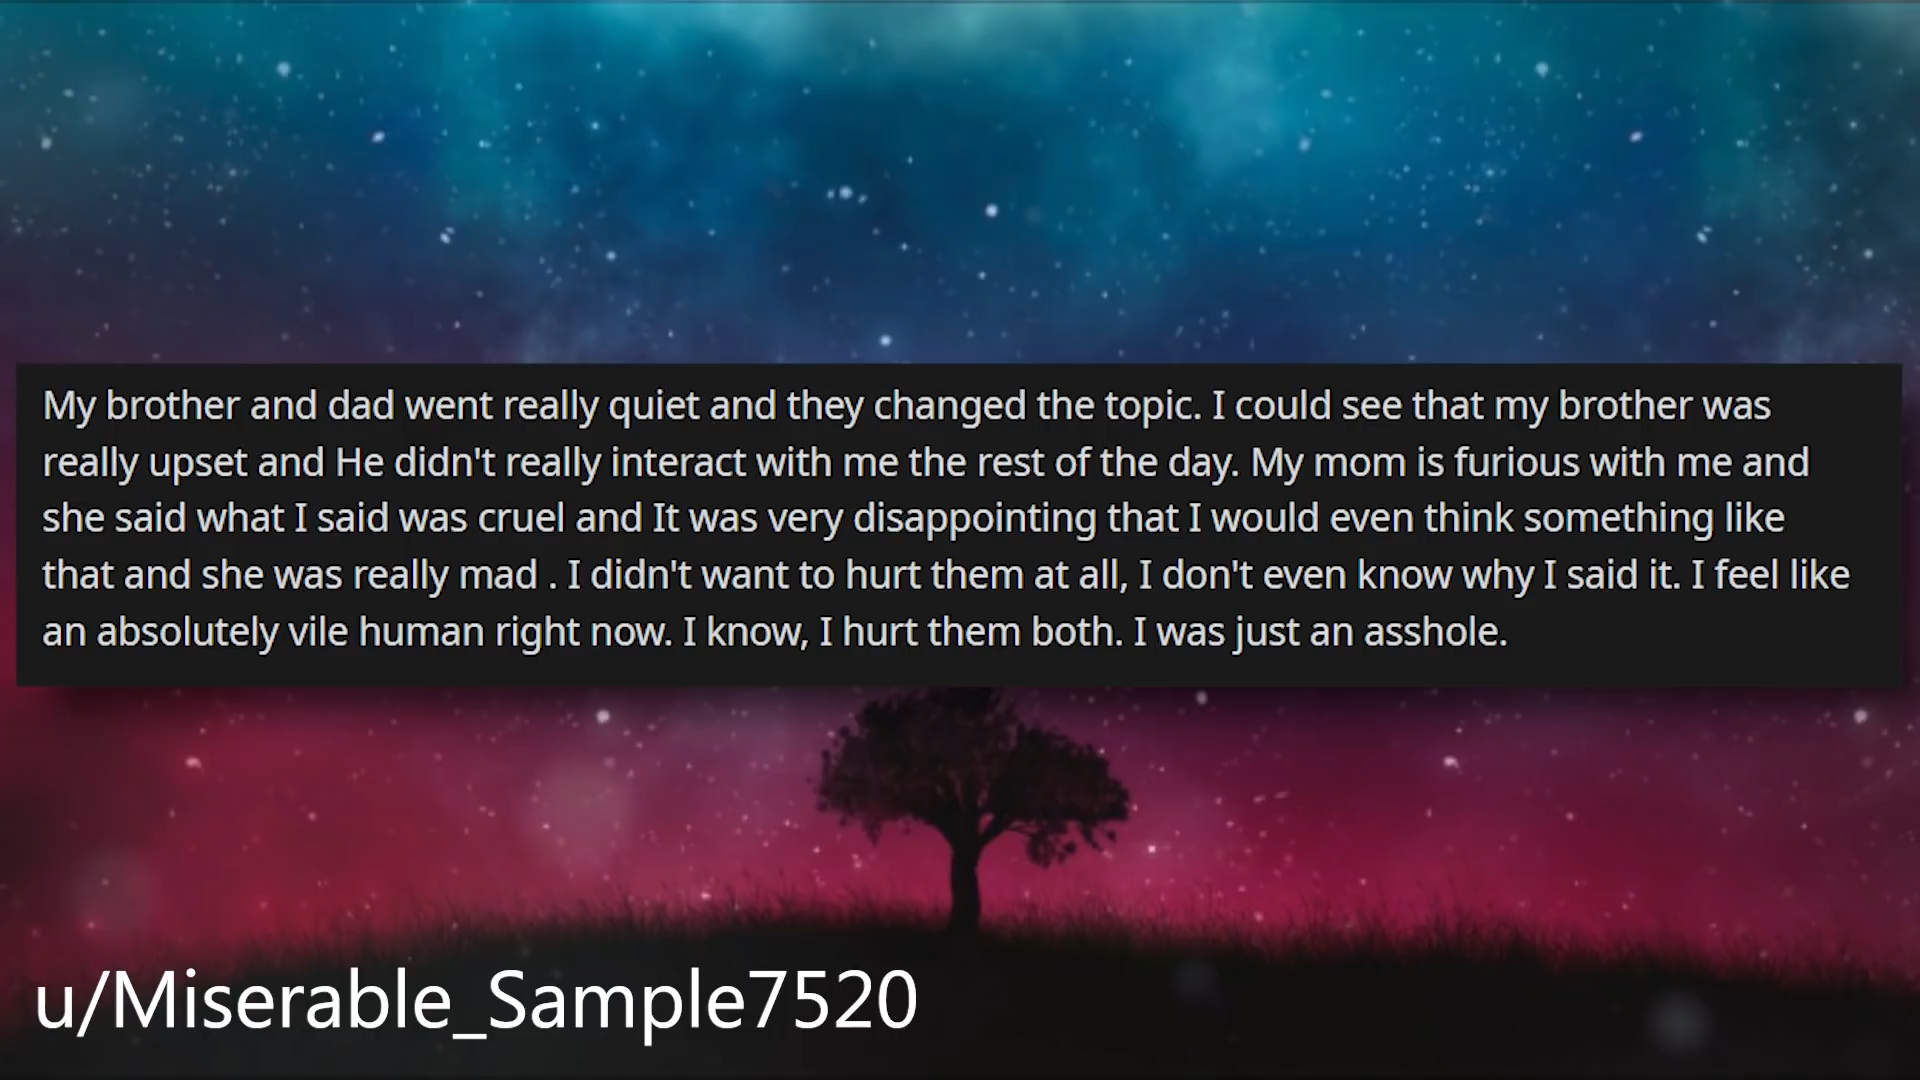 My brother and dad went really quiet and they changed the topic. I could see that my brother was
really upset and He didn't really interact with me the rest of the day. My mom is furious with me and
she said what I said was cruel and It was very disappointing that I would even think something like
that and she was really mad . I didn't want to hurt them at all, I don't even know why I said it. I feel like
an absolutely vile human right now. I know, I hurt them both. I was just an asshole.
u/Miserable_Sample7520